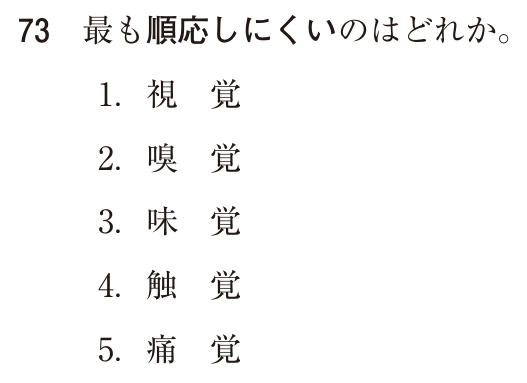 73 最も順応しにくいのはどれか。
1. 視 覚
2. 嗅 覚
3. 味 覚
4. 触 覚
5. 痛 覚